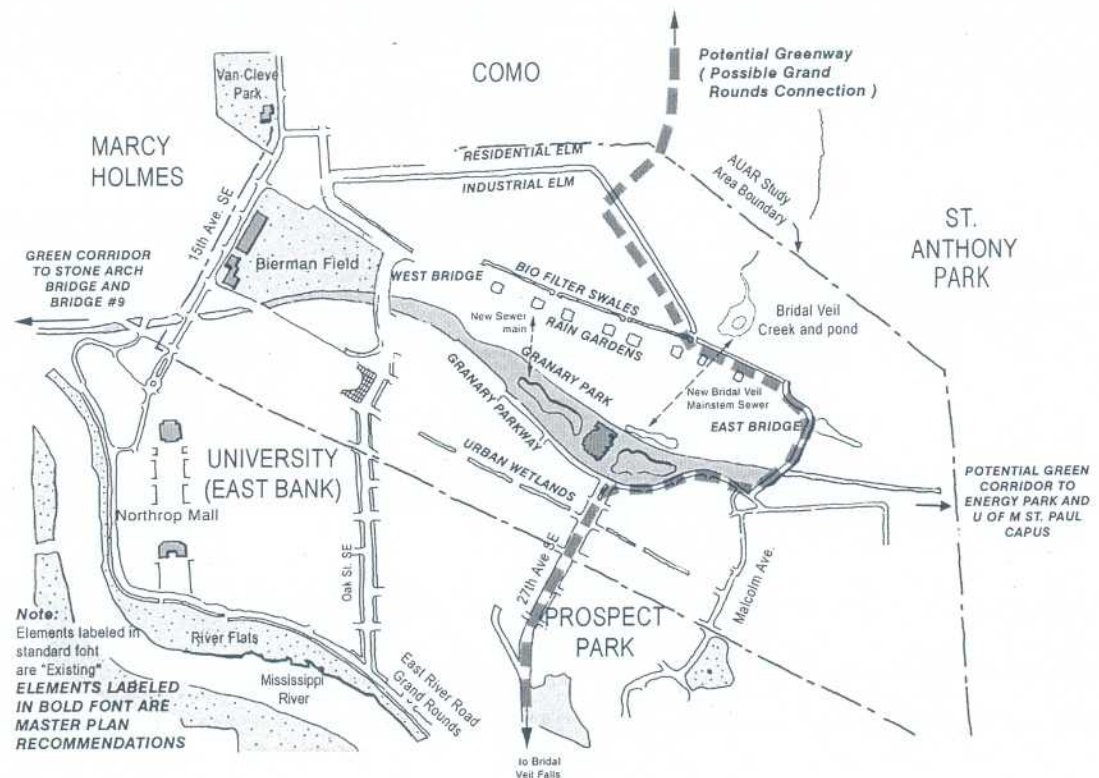 COMO
Potential Greenway
( Possible Grand
Rounds Connection )
Van-Cleve
Park
MARCY
HOLMES
RESIDENTIAL ELM
INDUSTRIAL ELM
AUAR Study
Area Boundary
ST.
ANTHONY
PARK
15th Ave. SE
GREEN CORRIDOR
TO STONE ARCH
BRIDGE AND
BRIDGE #9
Bierman Field
WEST BRIDGE
BIO FILTER SWALES
New Sewer
main
RAIN GARDENS
Bridal Veil
Creek and pond
GRANARY PARK
GRANARY PARKWAY
New Bridal Veil
Mainstem Sewer
EAST BRIDGE
URBAN WETLANDS
UNIVERSITY
(EAST BANK)
Northrop Mall
POTENTIAL GREEN
CORRIDOR TO
ENERGY PARK AND
U OF M ST. PAUL
CAPUS
Oak St. SE
27th Ave SE
Malcolm Ave.
PROSPECT
PARK
Note:
Elements labeled in
standard foht
are "Existing"
ELEMENTS LABELED
IN BOLD FONT ARE
MASTER PLAN
RECOMMENDATIONS
River Flats
Mississippi
River
East River Road
Grand Rounds
to Bridal
Veil Falls